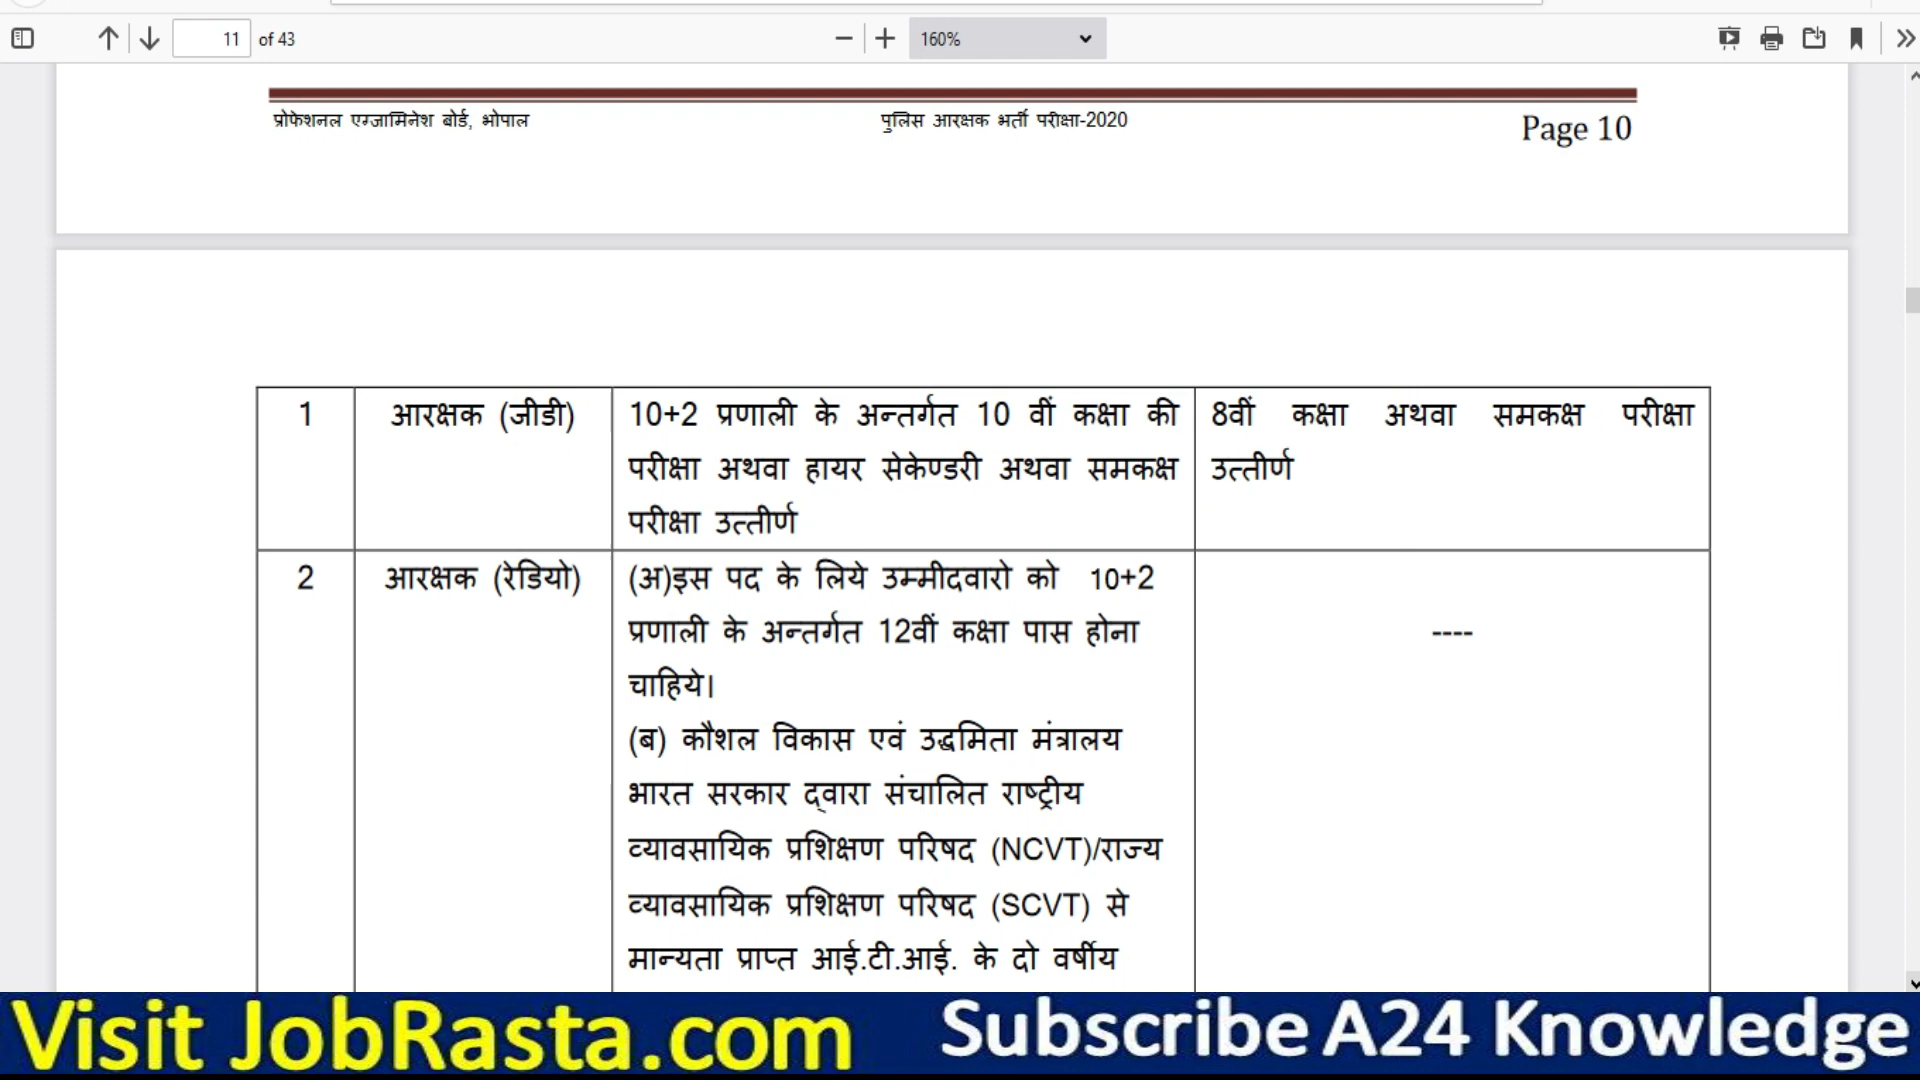 11 of 43
160%
प्रोफेशनल एग्जामिनेश बोर्ड, भोपाल
पुलिस आरक्षक भर्ती परीक्षा-2020
Page 10
1
आरक्षक (जीडी)
10+2 प्रणाली के अन्तर्गत 10 वीं कक्षा की
परीक्षा अथवा हायर सेकेण्डरी अथवा समकक्ष
परीक्षा उत्तीर्ण
8वीं कक्षा अथवा समकक्ष परीक्षा
उत्तीर्ण
2
आरक्षक (रेडियो)
(अ)इस पद के लिये उम्मीदवारो को 10+2
प्रणाली के अन्तर्गत 12वीं कक्षा पास होना
चाहिये।
(ब) कौशल विकास एवं उद्धमिता मंत्रालय
भारत सरकार द्वारा संचालित राष्ट्रीय
व्यावसायिक प्रशिक्षण परिषद (NCVT)/राज्य
व्यावसायिक प्रशिक्षण परिषद (SCVT) से
मान्यता प्राप्त आई.टी.आई. के दो वर्षीय
----
Visit JobRasta.com
Subscribe A24 Knowledge